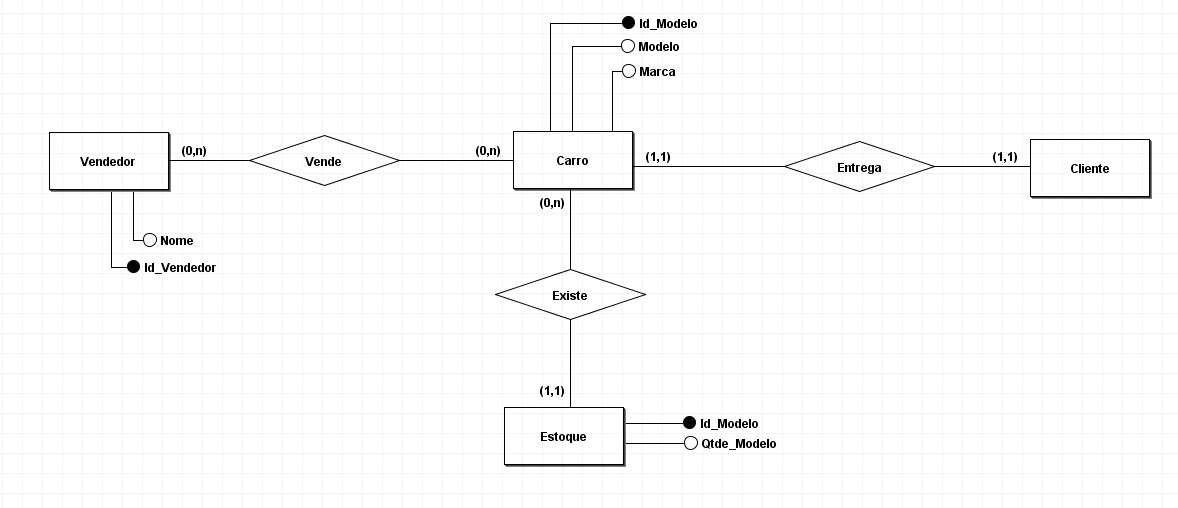 Id_Modelo
Modelo
Marca
Vendedor
(0,n)
Vende
(0,n)
Carro
(1,1)
Entrega
(1,1)
Cliente
(0,n)
Nome
Id_Vendedor
Existe
(1,1)
Estoque
Id_Modelo
Qtde_Modelo